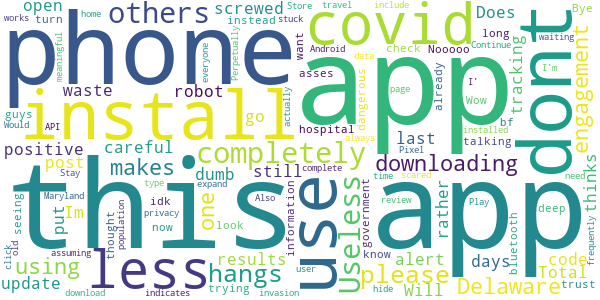 home travel Store include
open others screwed Does Bye
works turn instead stuck want long waiting
phone covid app dont
meaningful everyone Android check Nooooo Continue I'm
Perpetually asses already tracking engagement
waste robot date page I'
install go actually dangerous Wow installed
Would API hospital bf
guys positive careful last talking
post completely always
Stay makes still downloading thinks
this app use less
Maryland type dumb Pixel time scared Play need
seeing Im expand idk rather deep
put one Also privacy complete review
thought population now look information Useless government know days bluetooth code frequently
using results alert Total
click old hangs please Delaware
update assuming trying user Will trust
download indicates invasion hide